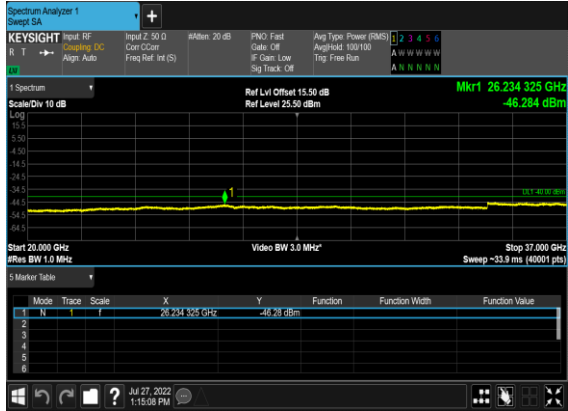 Spectrum Analyzer 1
Swept SA
+
KEYSIGHT Input: RF Input Z: 50 Ω #Atten: 20 dB PNO: Fast Avg Type: Power (RMS) 1 2 3 4 5 6
R T Coupling: DC Corr CCorr Gate: Off Avg|Hold: 100/100 A W W W W W
Align: Auto Freq Ref: Int (S) IF Gain: Low Trig: Free Run
Sig Track: Off A N N N N N
1 Spectrum Ref Lvl Offset 15.50 dB Mkr1 26.234 325 GHz
Scale/Div 10 dB Ref Level 25.50 dBm -46.284 dBm
Log
15.5
5.50
-4.50
-14.5
-24.5
-34.5 1 DL1 -40.00 dBm
-44.5
-54.5
-64.5
Start 20.000 GHz Video BW 3.0 MHz* Stop 37.000 GHz
#Res BW 1.0 MHz Sweep ~33.9 ms (40001 pts)
5 Marker Table
Mode Trace Scale X Y Function Function Width Function Value
1 N 1 f 26.234 325 GHz -46.28 dBm
2
3
4
5
6
? Jul 27, 2022
1:15:08 PM